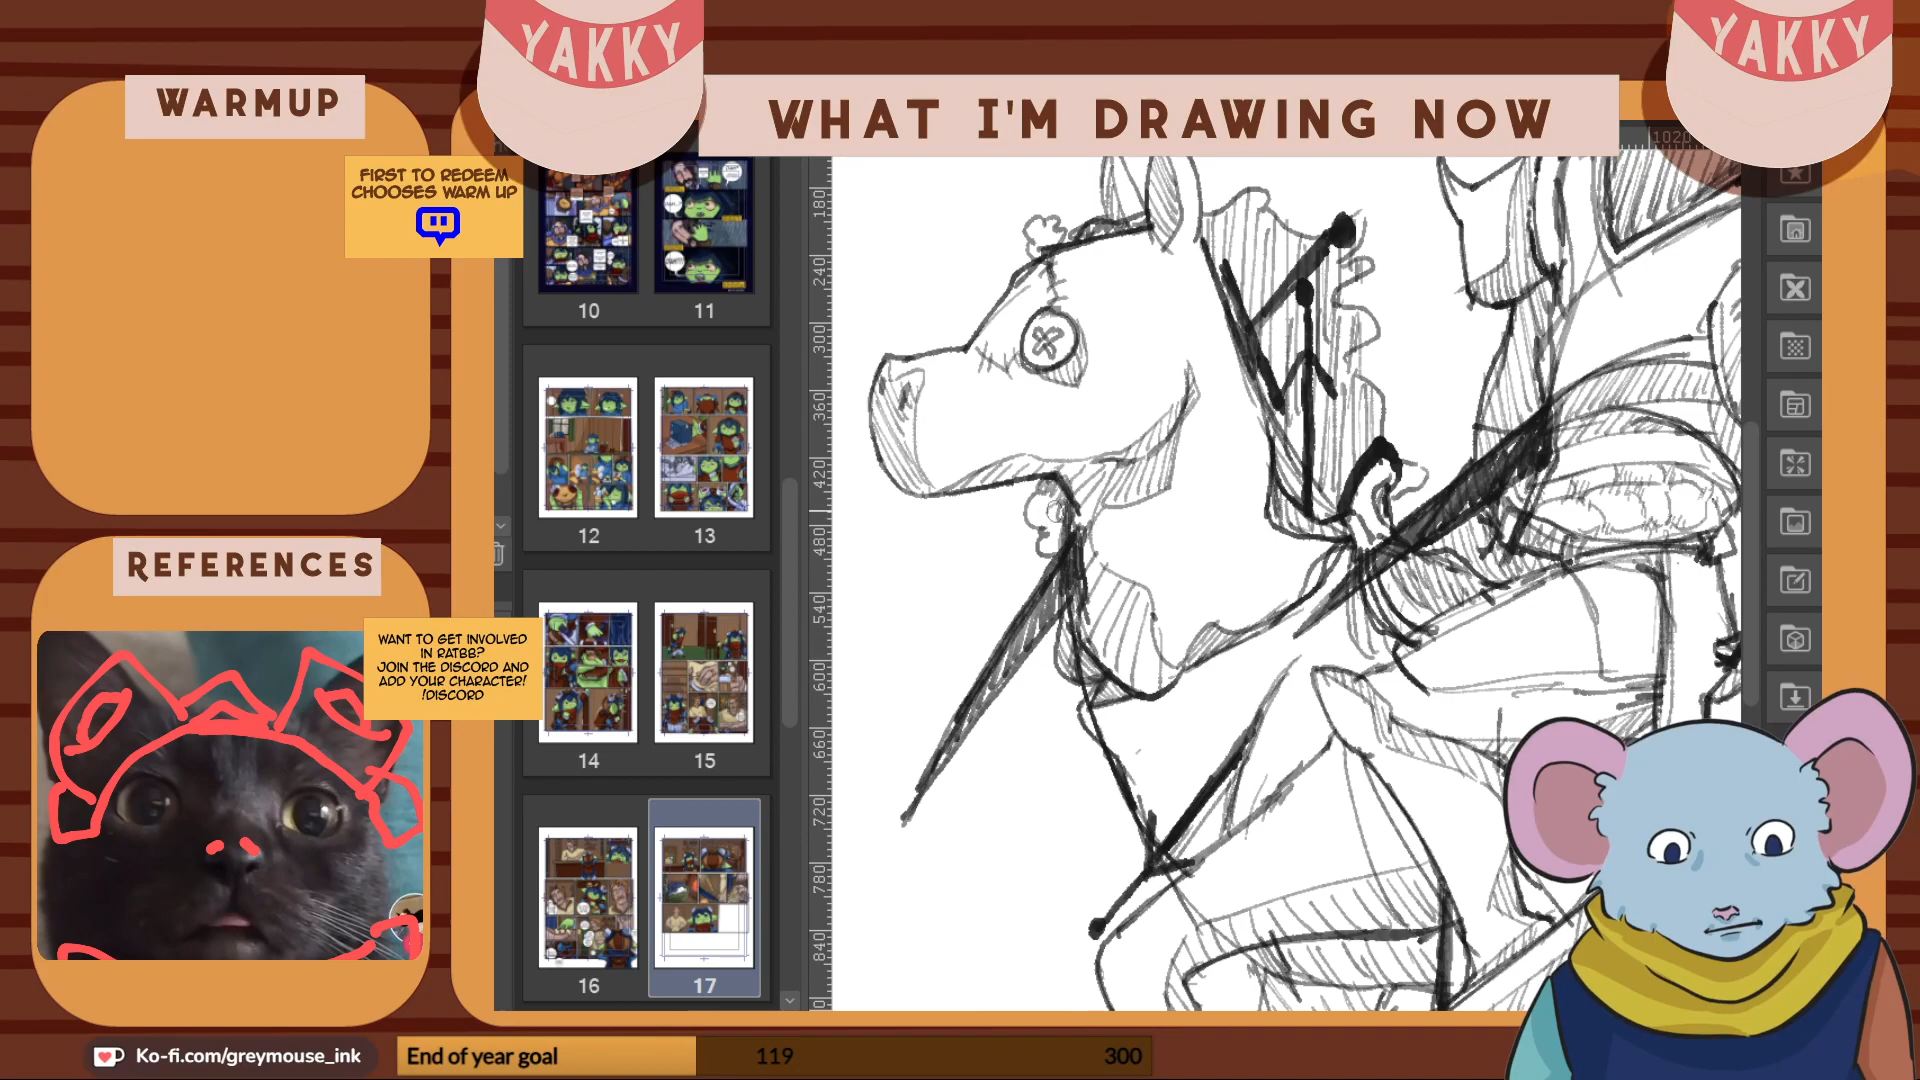 YAKKY
YAKKY
WARMUP
WHAT I'M DRAWING NOW
FIRST TO REDEEM
CHOOSES WARM UP
10
11
12
13
14
15
16
17
1020
180
240
300
360
420
480
540
600
660
720
780
840
REFERENCES
WANT TO GET INVOLVED
IN RATBB?
JOIN THE DISCORD AND
ADD YOUR CHARACTER!
!DISCORD
Ko-fi.com/greymouse_ink
End of year goal
119
300